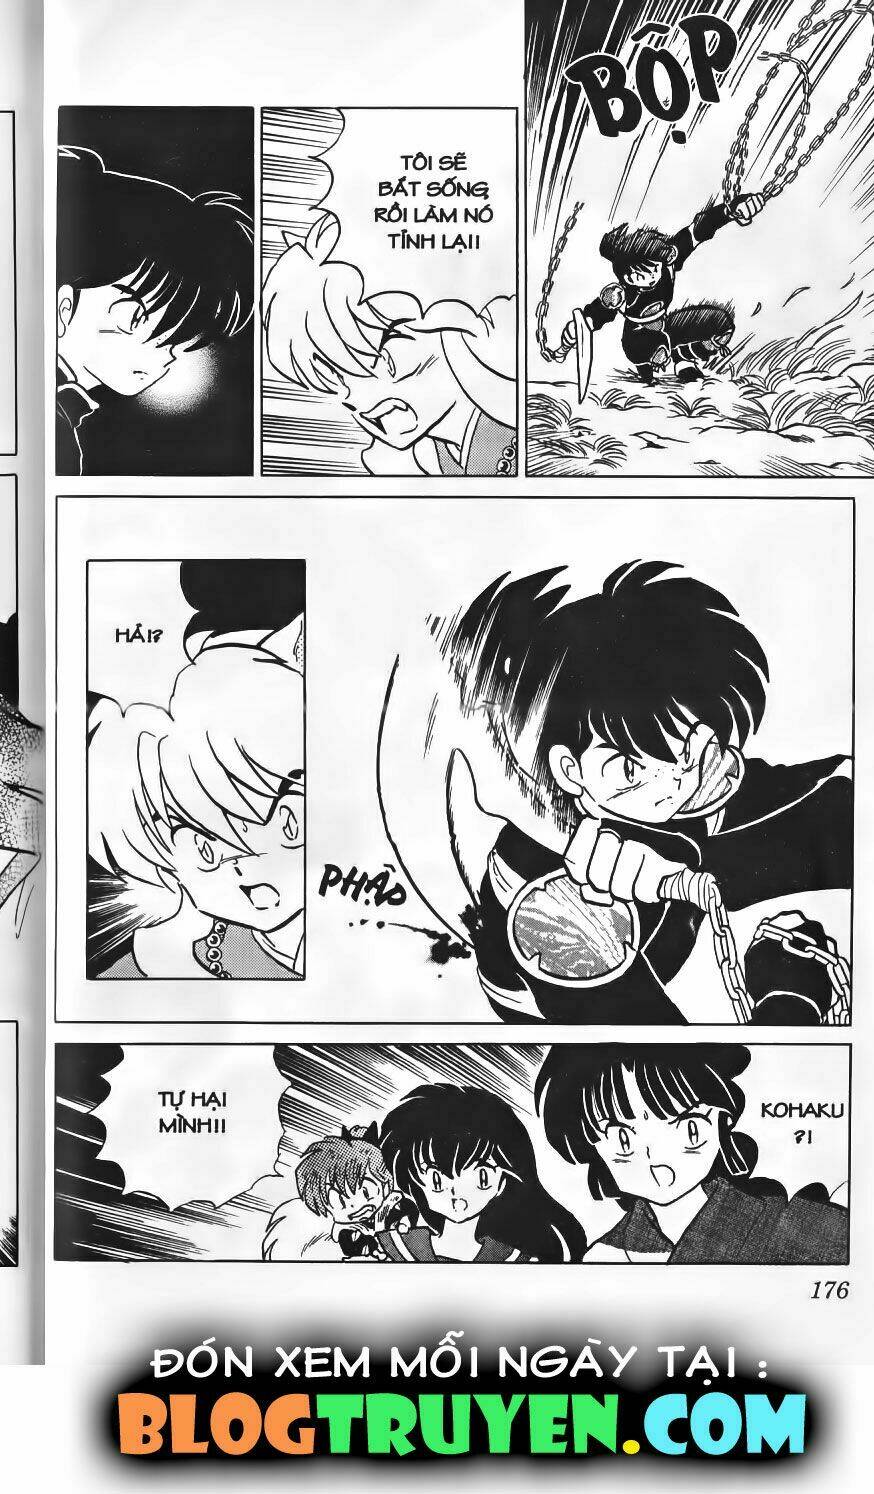 BỘP
TÔI SẼ
BẮT SỐNG,
RỒI LÀM NÓ
TỈNH LẠI!
PHẬP
HẢ!?
KOHAKU
?!
TỰ HẠI
MÌNH!!
176
ĐÓN XEM MỖI NGÀY TẠI :
BLOGTRUYEN.COM